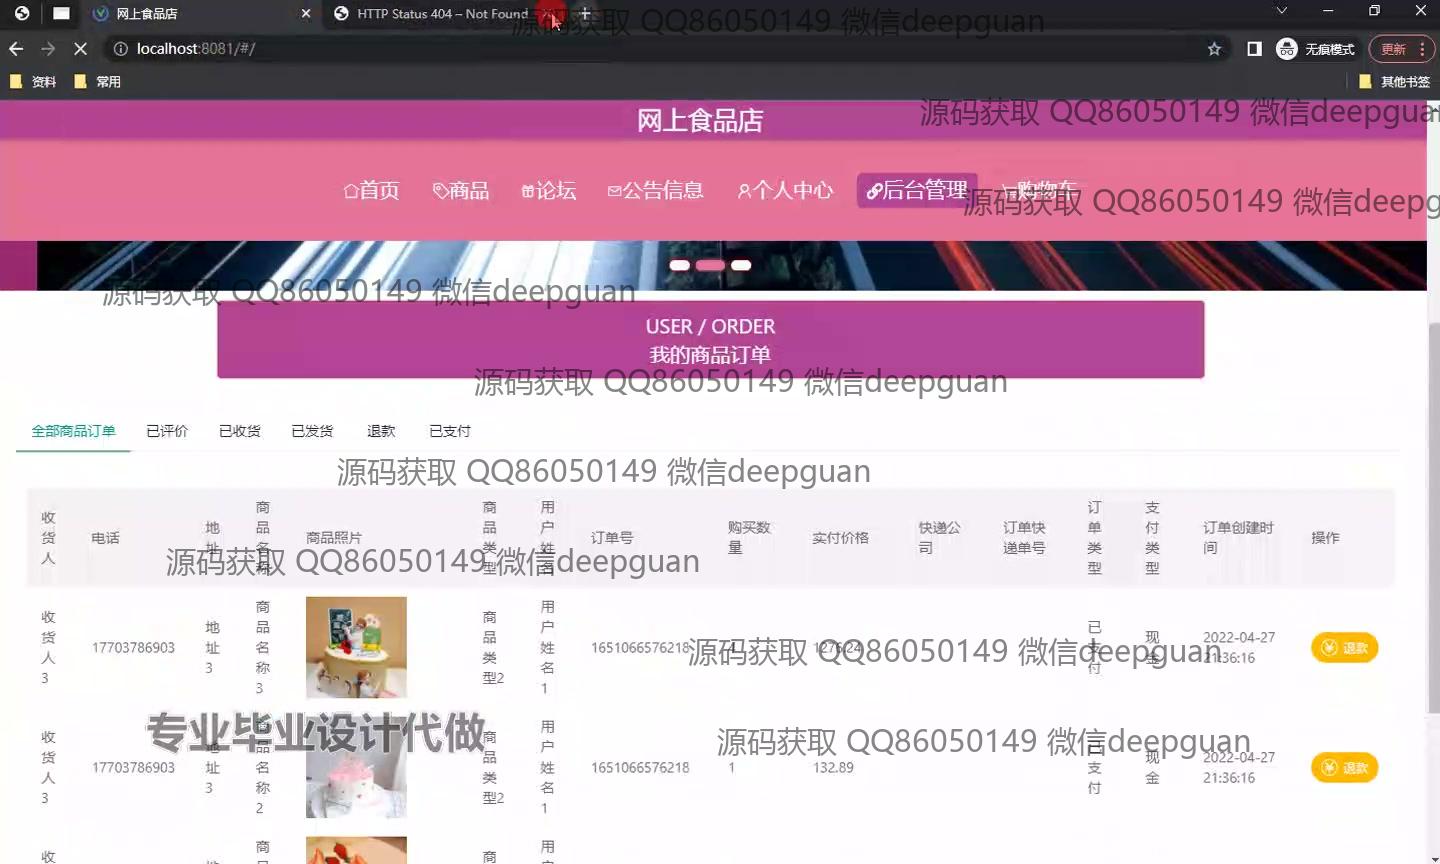 网上食品店
HTTP Status 404 – Not Found
源码获取 QQ86050149 微信deepguan
localhost:8081/#/
无痕模式
更新
资料
常用
其他书签
网上食品店
源码获取 QQ86050149 微信deepguan
首页
商品
论坛
公告信息
个人中心
后台管理
购物车
源码获取 QQ86050149 微信deepg
源码获取 QQ86050149 微信deepguan
USER / ORDER
我的商品订单
源码获取 QQ86050149 微信deepguan
全部商品订单
已评价
已收货
已发货
退款
已支付
源码获取 QQ86050149 微信deepguan
收货人
电话
地址
商品名称
商品照片
商品类型
用户姓名
订单号
购买数量
实付价格
快递公司
订单快递单号
订单类型
支付类型
订单创建时间
操作
源码获取 QQ86050149 微信deepguan
收货人3
17703786903
地址3
商品名称3
商品类型2
用户姓名1
1651066576218
1276.24
已支付
现金
2022-04-27 21:36:16
退款
源码获取 QQ86050149 微信deepguan
专业毕业设计代做
收货人3
17703786903
地址3
商品名称2
商品类型2
用户姓名1
1651066576218
1
132.89
已支付
现金
2022-04-27 21:36:16
退款
源码获取 QQ86050149 微信deepguan
收
商品
商
用